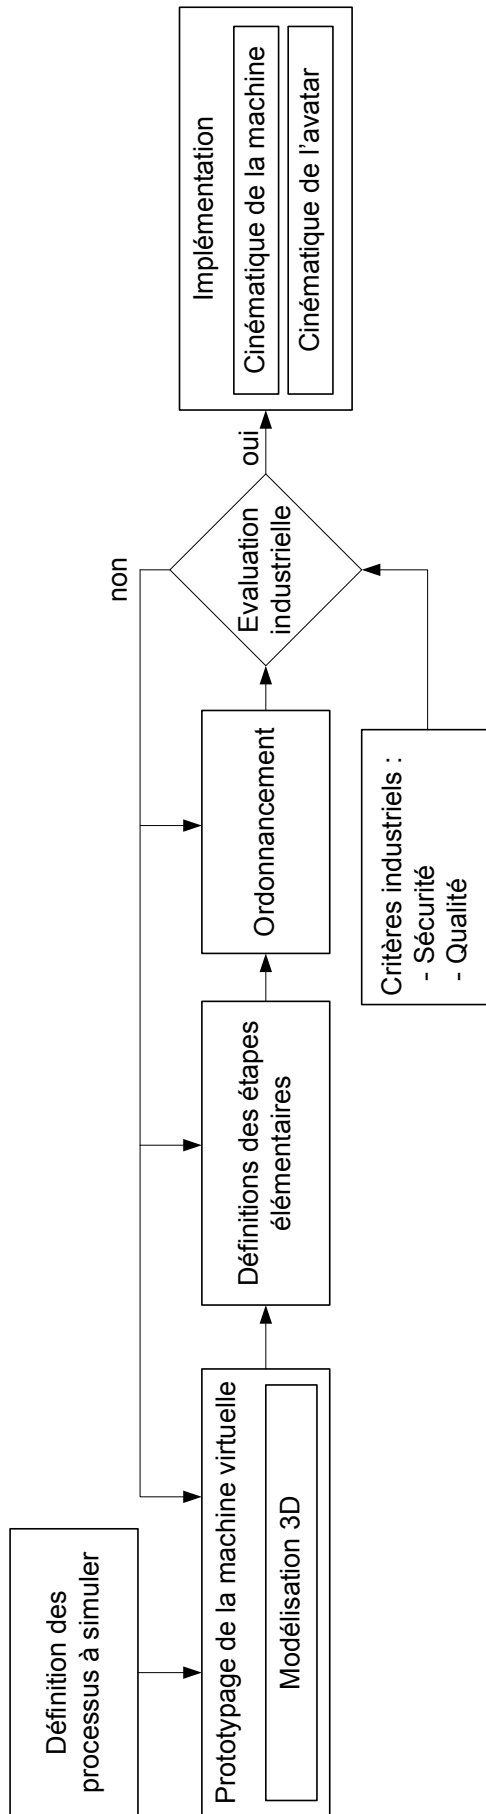 Définition des
processus à simuler
Prototypage de la machine virtuelle
Modélisation 3D
Définitions des étapes
élémentaires
Ordonnancement
Evaluation
industrielle
non
oui
Critères industriels :
- Sécurité
- Qualité
Implémentation
Cinématique de la machine
Cinématique de l'avatar